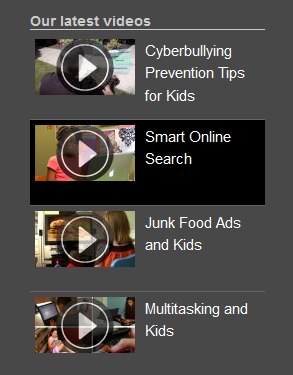 Our latest videos
Cyberbullying
Prevention Tips
for Kids
Smart Online
Search
Junk Food Ads
and Kids
Multitasking and
Kids